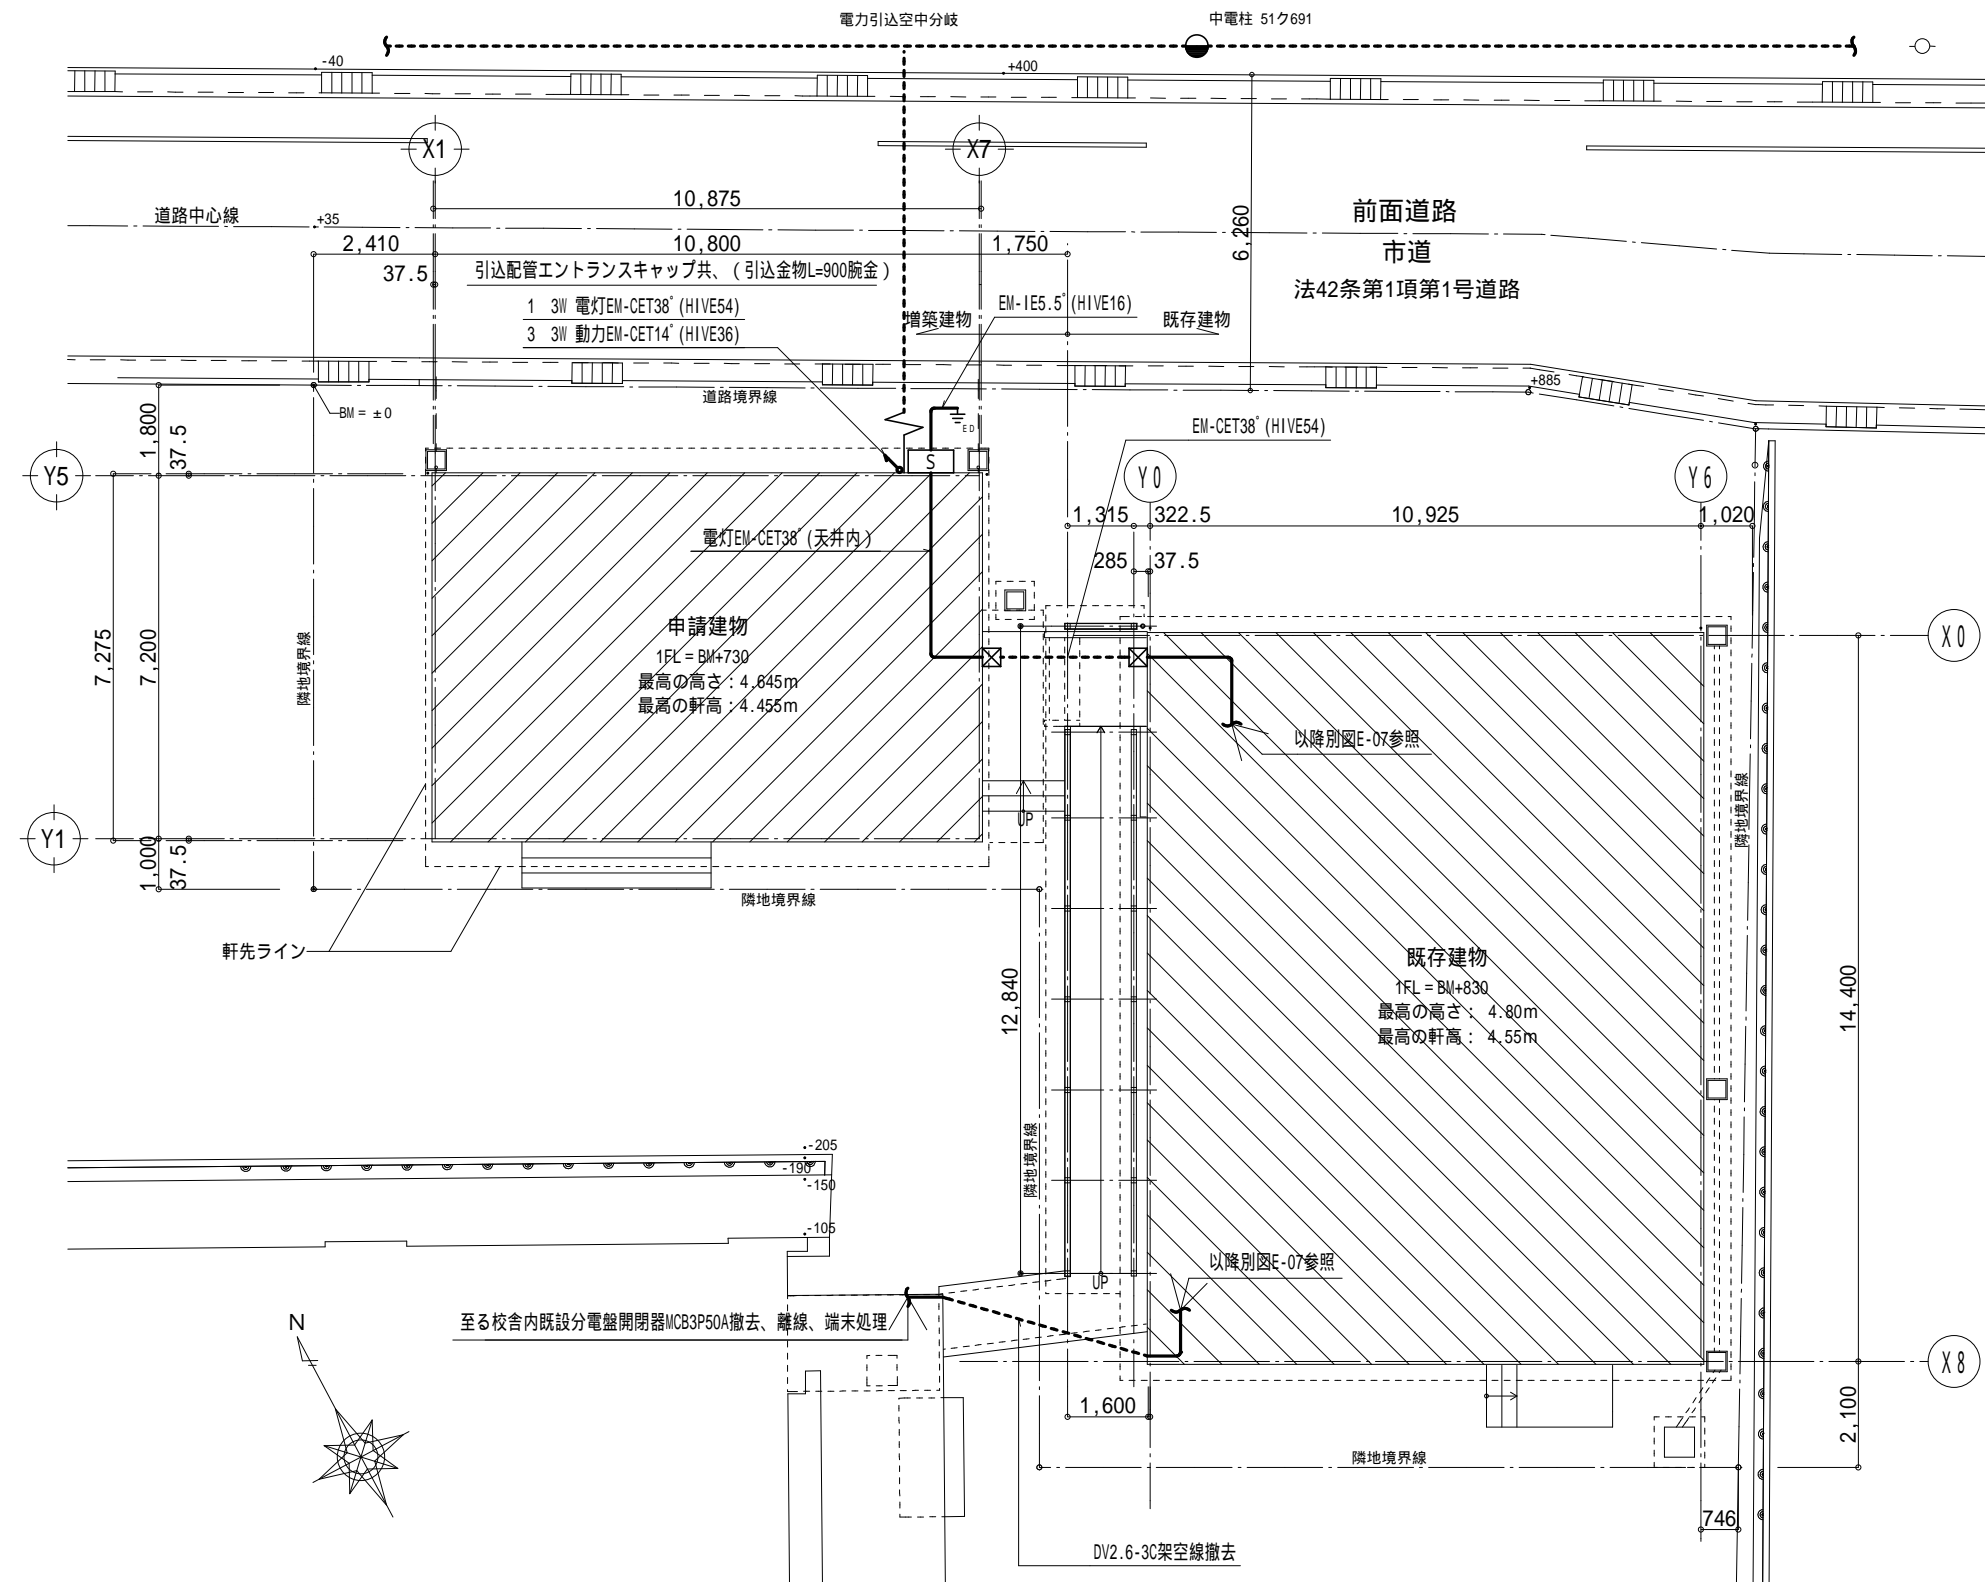 電力引込空中分岐
中電柱 51ク691
-40
+400
X1
X7
10,875
道路中心線
+35
2,410
10,800
1,750
6,260
前面道路
市道
法42条第1項第1号道路
37.5
引込配管エントランスキャップ共、（引込金物L=900腕金）
1 3W 電灯EM-CET38°(HIVE54)
3 3W 動力EM-CET14°(HIVE36)
EM-IE5.5°(HIVE16)
増築建物
既存建物
道路境界線
+885
BM = ±0
1,800
37.5
ED
EM-CET38°(HIVE54)
Y5
S
Y0
Y6
1,315
322.5
10,925
1,020
電灯EM-CET38°(天井内)
285
37.5
申請建物
1FL = BM+730
最高の高さ : 4.645m
最高の軒高 : 4.455m
7,275
7,200
隣地境界線
X0
以降別図E-07参照
隣地境界線
UP
Y1
1,000
37.5
隣地境界線
軒先ライン
12,840
既存建物
1FL = BM+830
最高の高さ : 4.80m
最高の軒高 : 4.55m
14,400
-205
-190
-150
隣地境界線
-105
以降別図E-07参照
UP
N
至る校舎内既設分電盤開閉器MCB3P50A撤去、離線、端末処理
X8
1,600
2,100
隣地境界線
746
DV2.6-3C架空線撤去